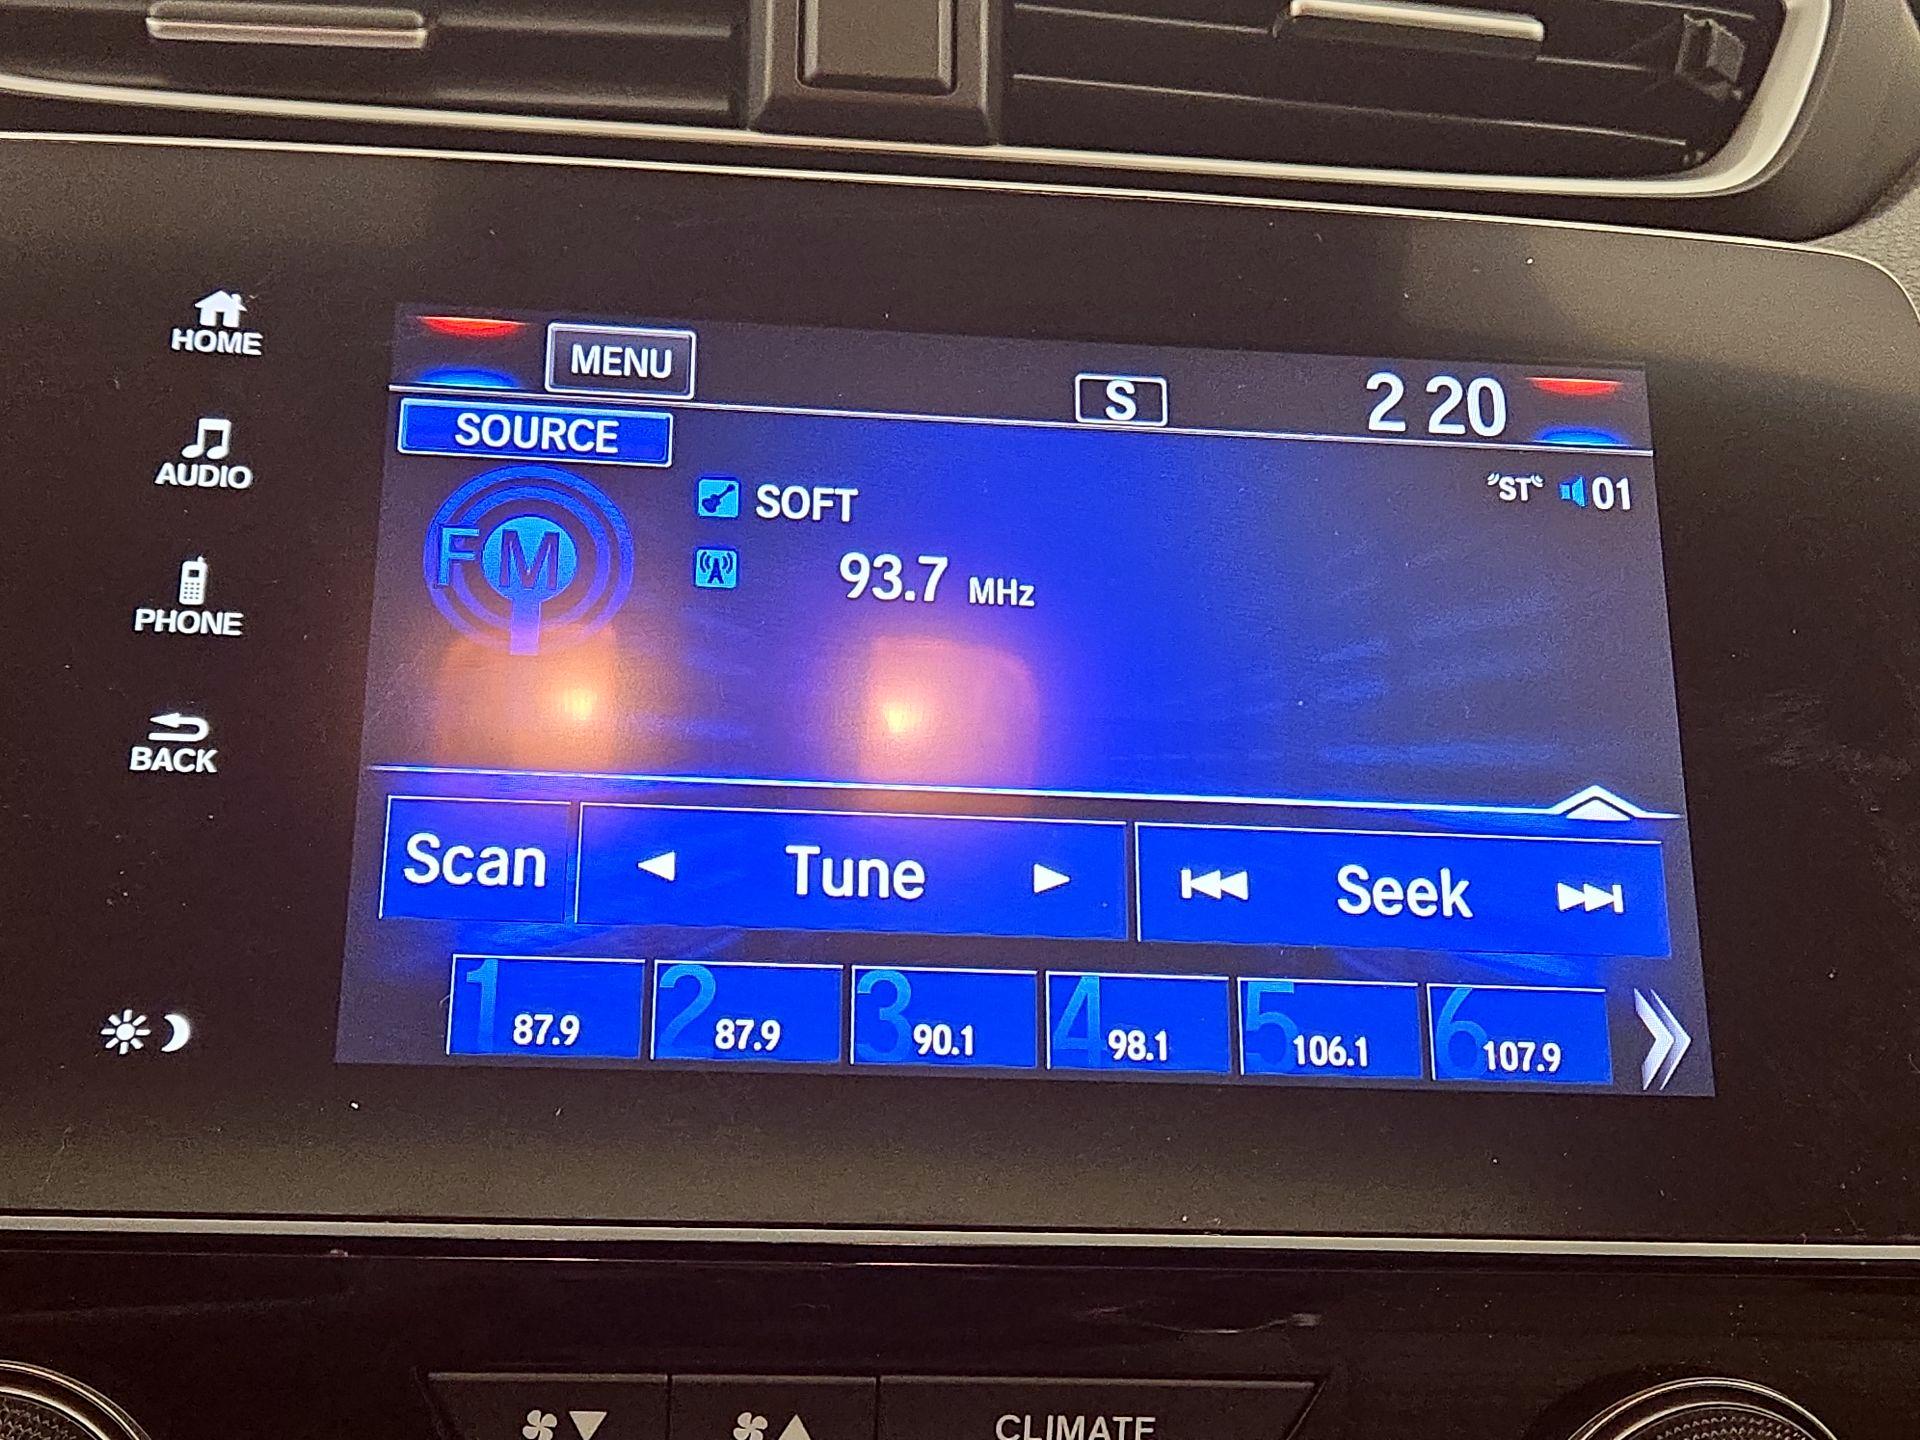 HOME
AUDIO
PHONE
BACK
MENU
S
2 20
SOURCE
FM
SOFT
ST 01
93.7 MHz
Scan Tune Seek
1 87.9
2 87.9
3 90.1
4 98.1
5 106.1
6 107.9
CLIMATE